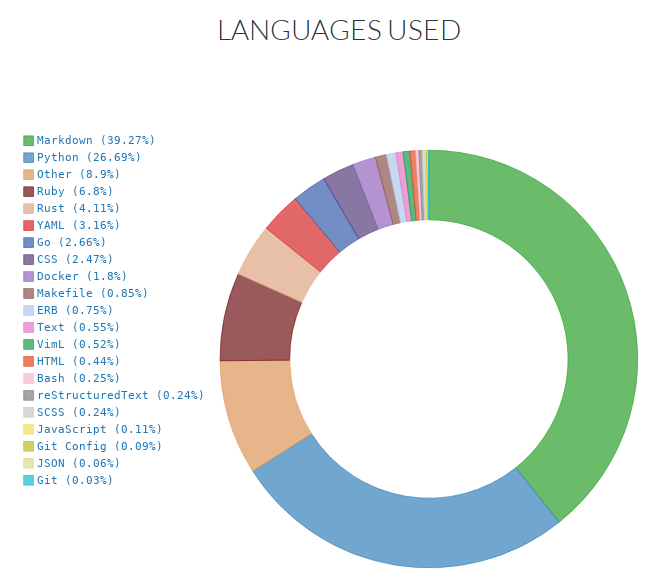 LANGUAGES USED
Markdown (39.27%)
Python (26.69%)
Other (8.9%)
Ruby (6.8%)
Rust (4.11%)
YAML (3.16%)
Go (2.66%)
CSS (2.47%)
Docker (1.8%)
Makefile (0.85%)
ERB (0.75%)
Text (0.55%)
VimL (0.52%)
HTML (0.44%)
Bash (0.25%)
reStructuredText (0.24%)
SCSS (0.24%)
JavaScript (0.11%)
Git Config (0.09%)
JSON (0.06%)
Git (0.03%)